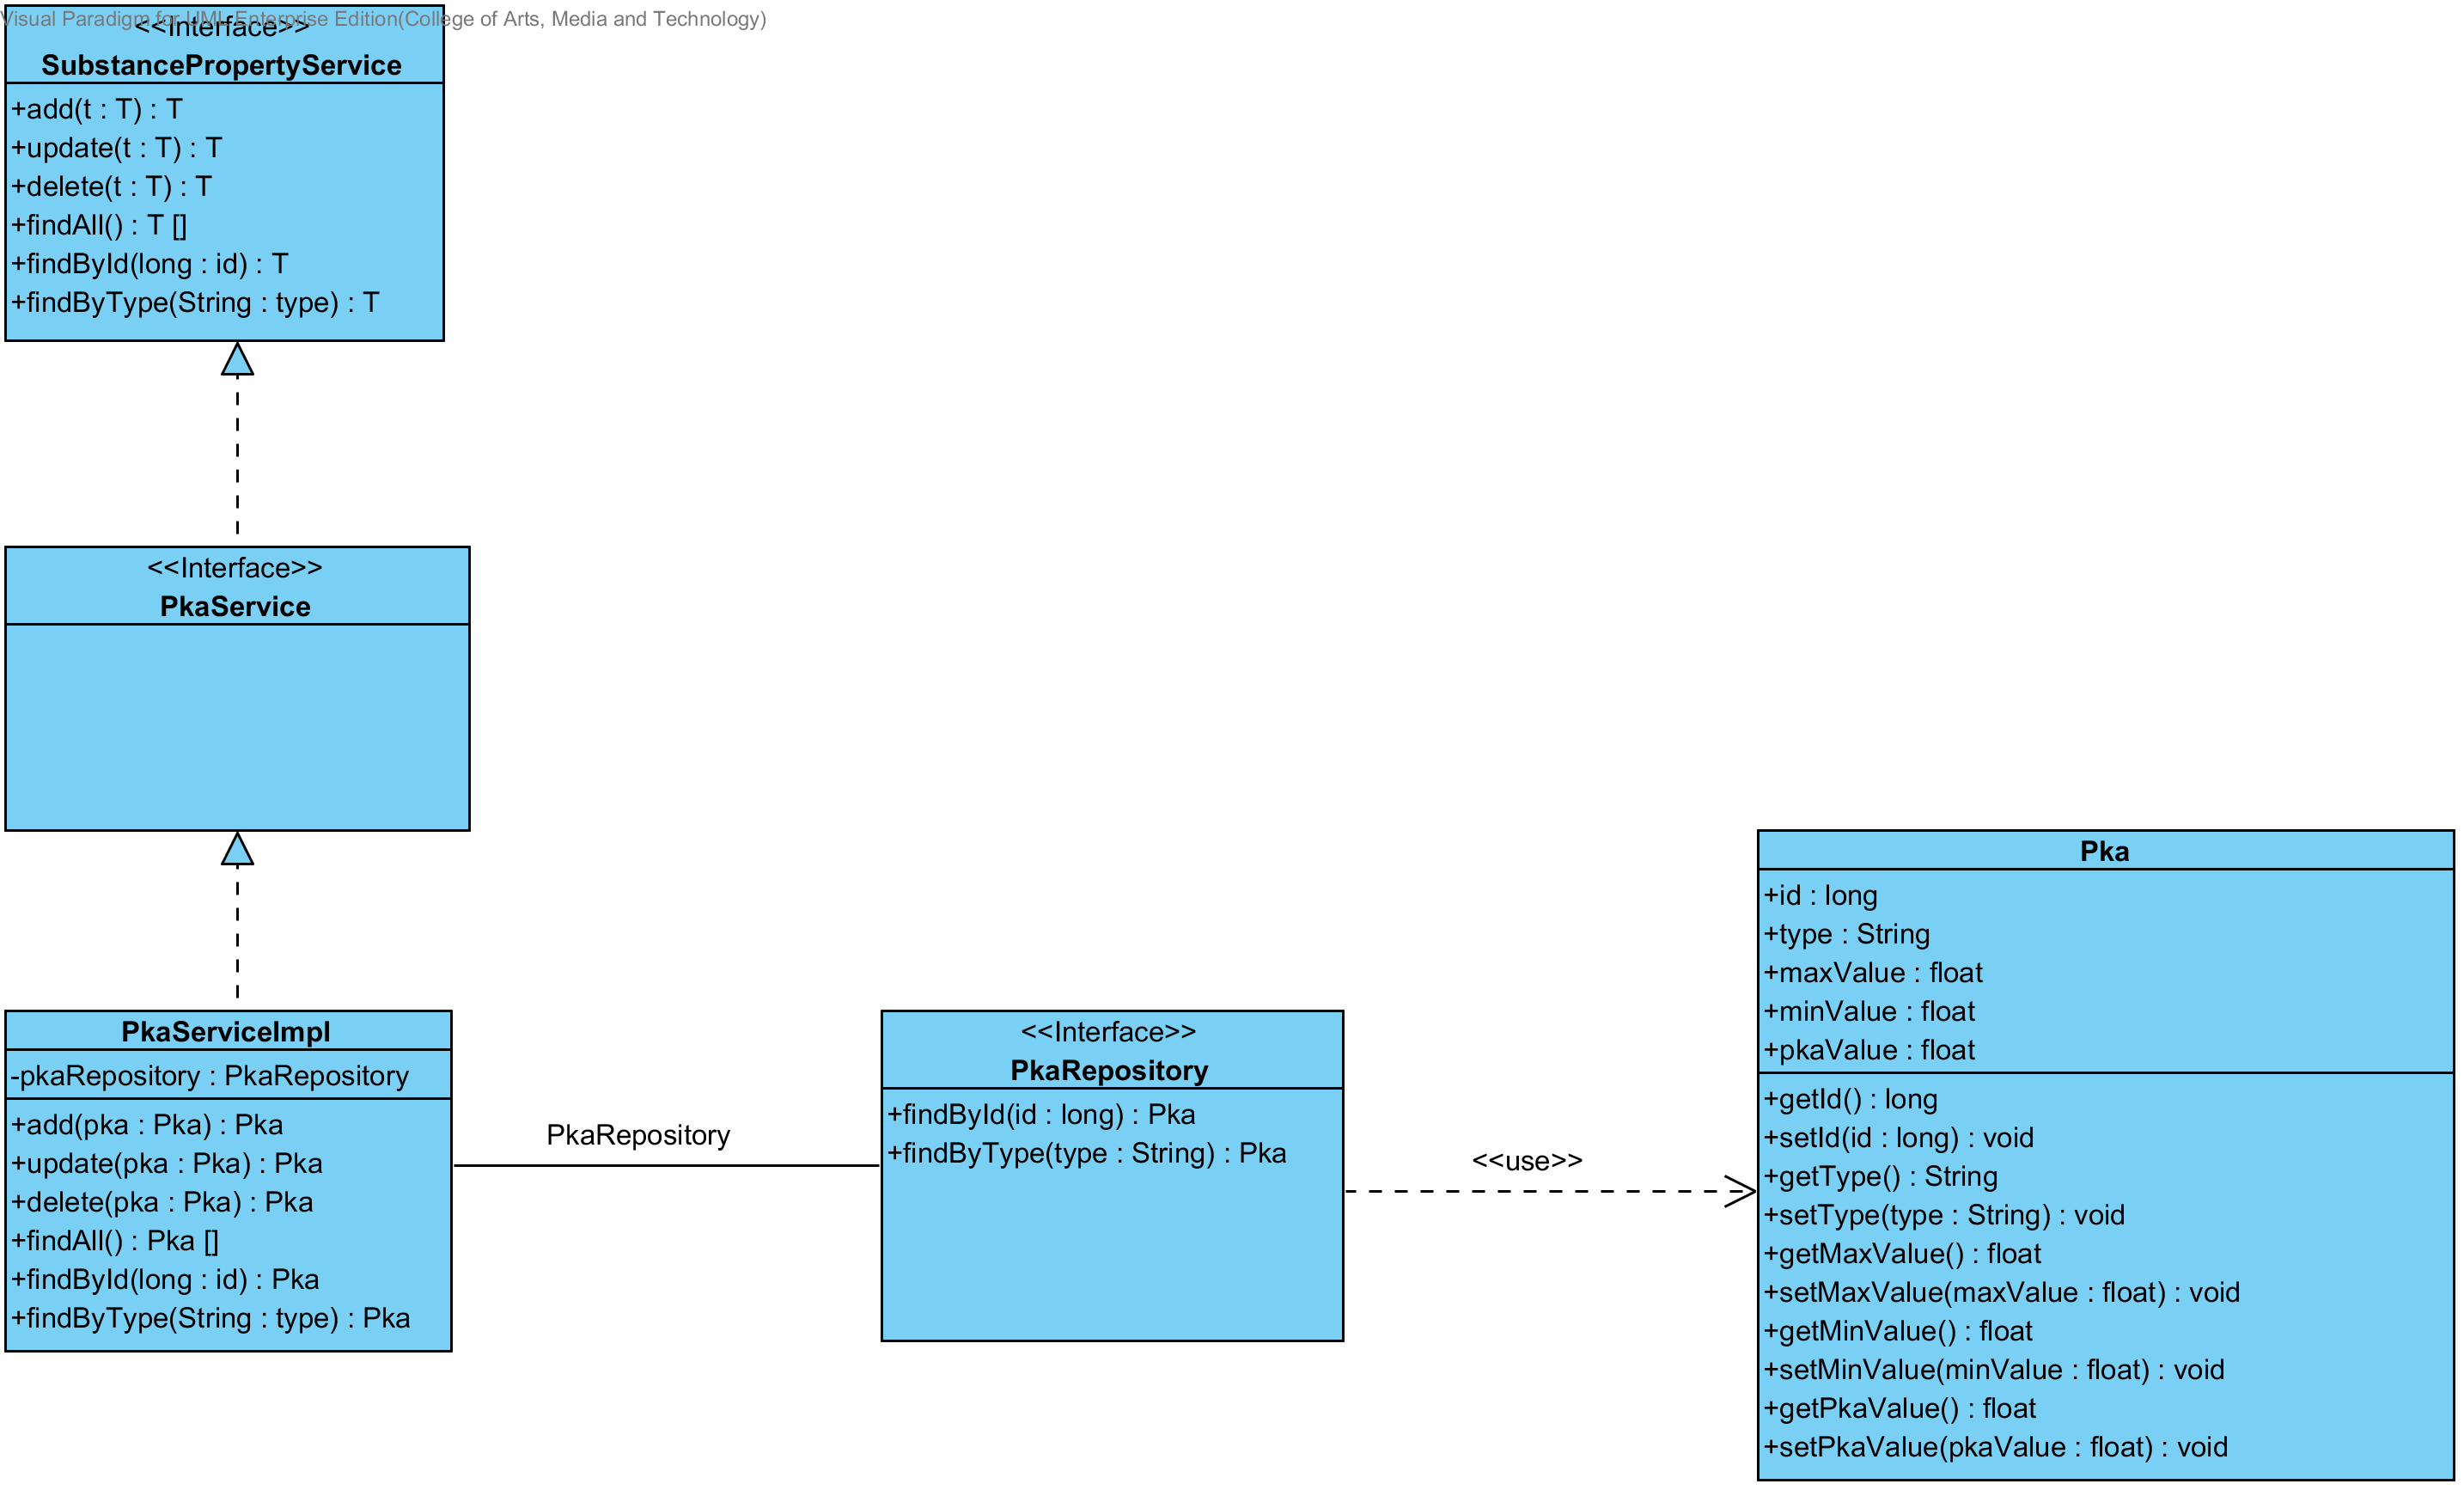 Visual Paradigm for UML Enterprise Edition(College of Arts, Media and Technology)
<<Interface>>
SubstancePropertyService
+add(t : T) : T
+update(t : T) : T
+delete(t : T) : T
+findAll() : T []
+findById(long : id) : T
+findByType(String : type) : T
<<Interface>>
PkaService
PkaServiceImpl
-pkaRepository : PkaRepository
+add(pka : Pka) : Pka
+update(pka : Pka) : Pka
+delete(pka : Pka) : Pka
+findAll() : Pka []
+findById(long : id) : Pka
+findByType(String : type) : Pka
PkaRepository
<<Interface>>
PkaRepository
+findById(id : long) : Pka
+findByType(type : String) : Pka
<<use>>
Pka
+id : long
+type : String
+maxValue : float
+minValue : float
+pkaValue : float
+getId() : long
+setId(id : long) : void
+getType() : String
+setType(type : String) : void
+getMaxValue() : float
+setMaxValue(maxValue : float) : void
+getMinValue() : float
+setMinValue(minValue : float) : void
+getPkaValue() : float
+setPkaValue(pkaValue : float) : void